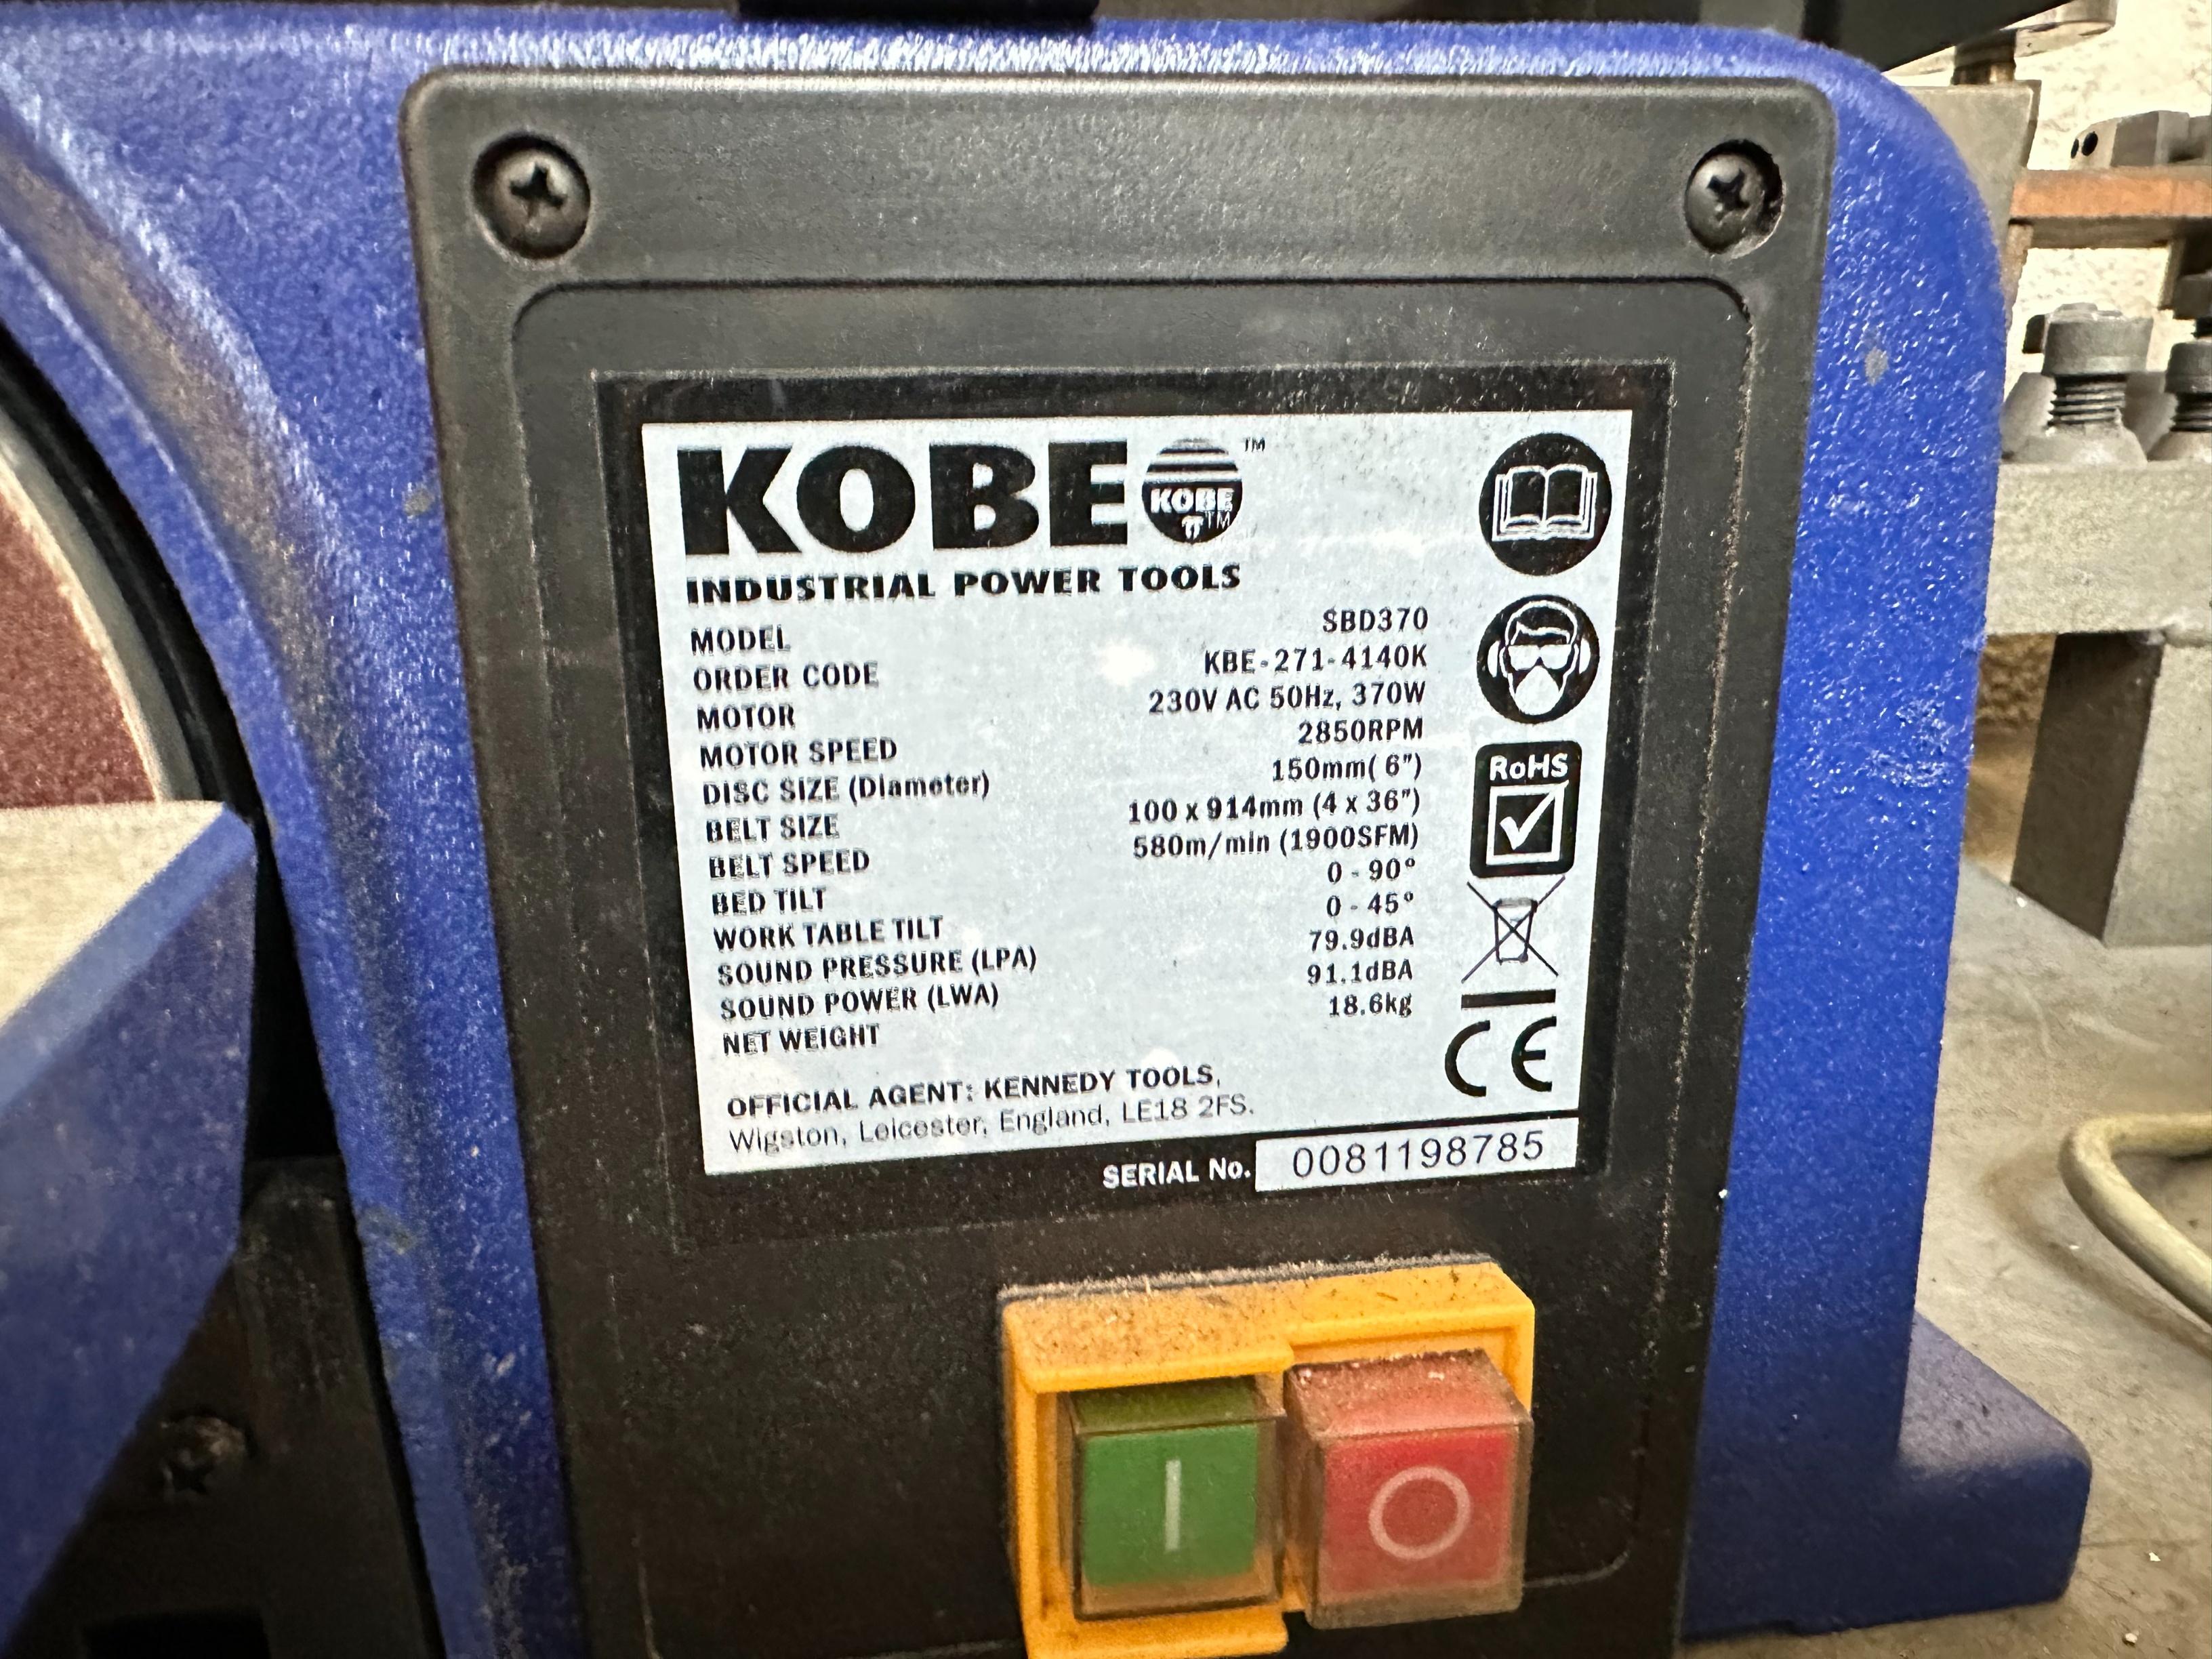 KOBE ™
KOBE
™
INDUSTRIAL POWER TOOLS
MODEL SBD370
ORDER CODE KBE-271-4140K
MOTOR 230V AC 50Hz, 370W
MOTOR SPEED 2850RPM
DISC SIZE (Diameter) 150mm( 6")
BELT SIZE 100 x 914mm (4 x 36")
BELT SPEED 580m/min (1900SFM)
BED TILT 0 - 90°
WORK TABLE TILT 0 - 45°
SOUND PRESSURE (LPA) 79.9dBA
SOUND POWER (LWA) 91.1dBA
NET WEIGHT 18.6kg
RoHS
CE
OFFICIAL AGENT: KENNEDY TOOLS,
Wigston, Leicester, England, LE18 2FS.
SERIAL No. 0081198785
I O